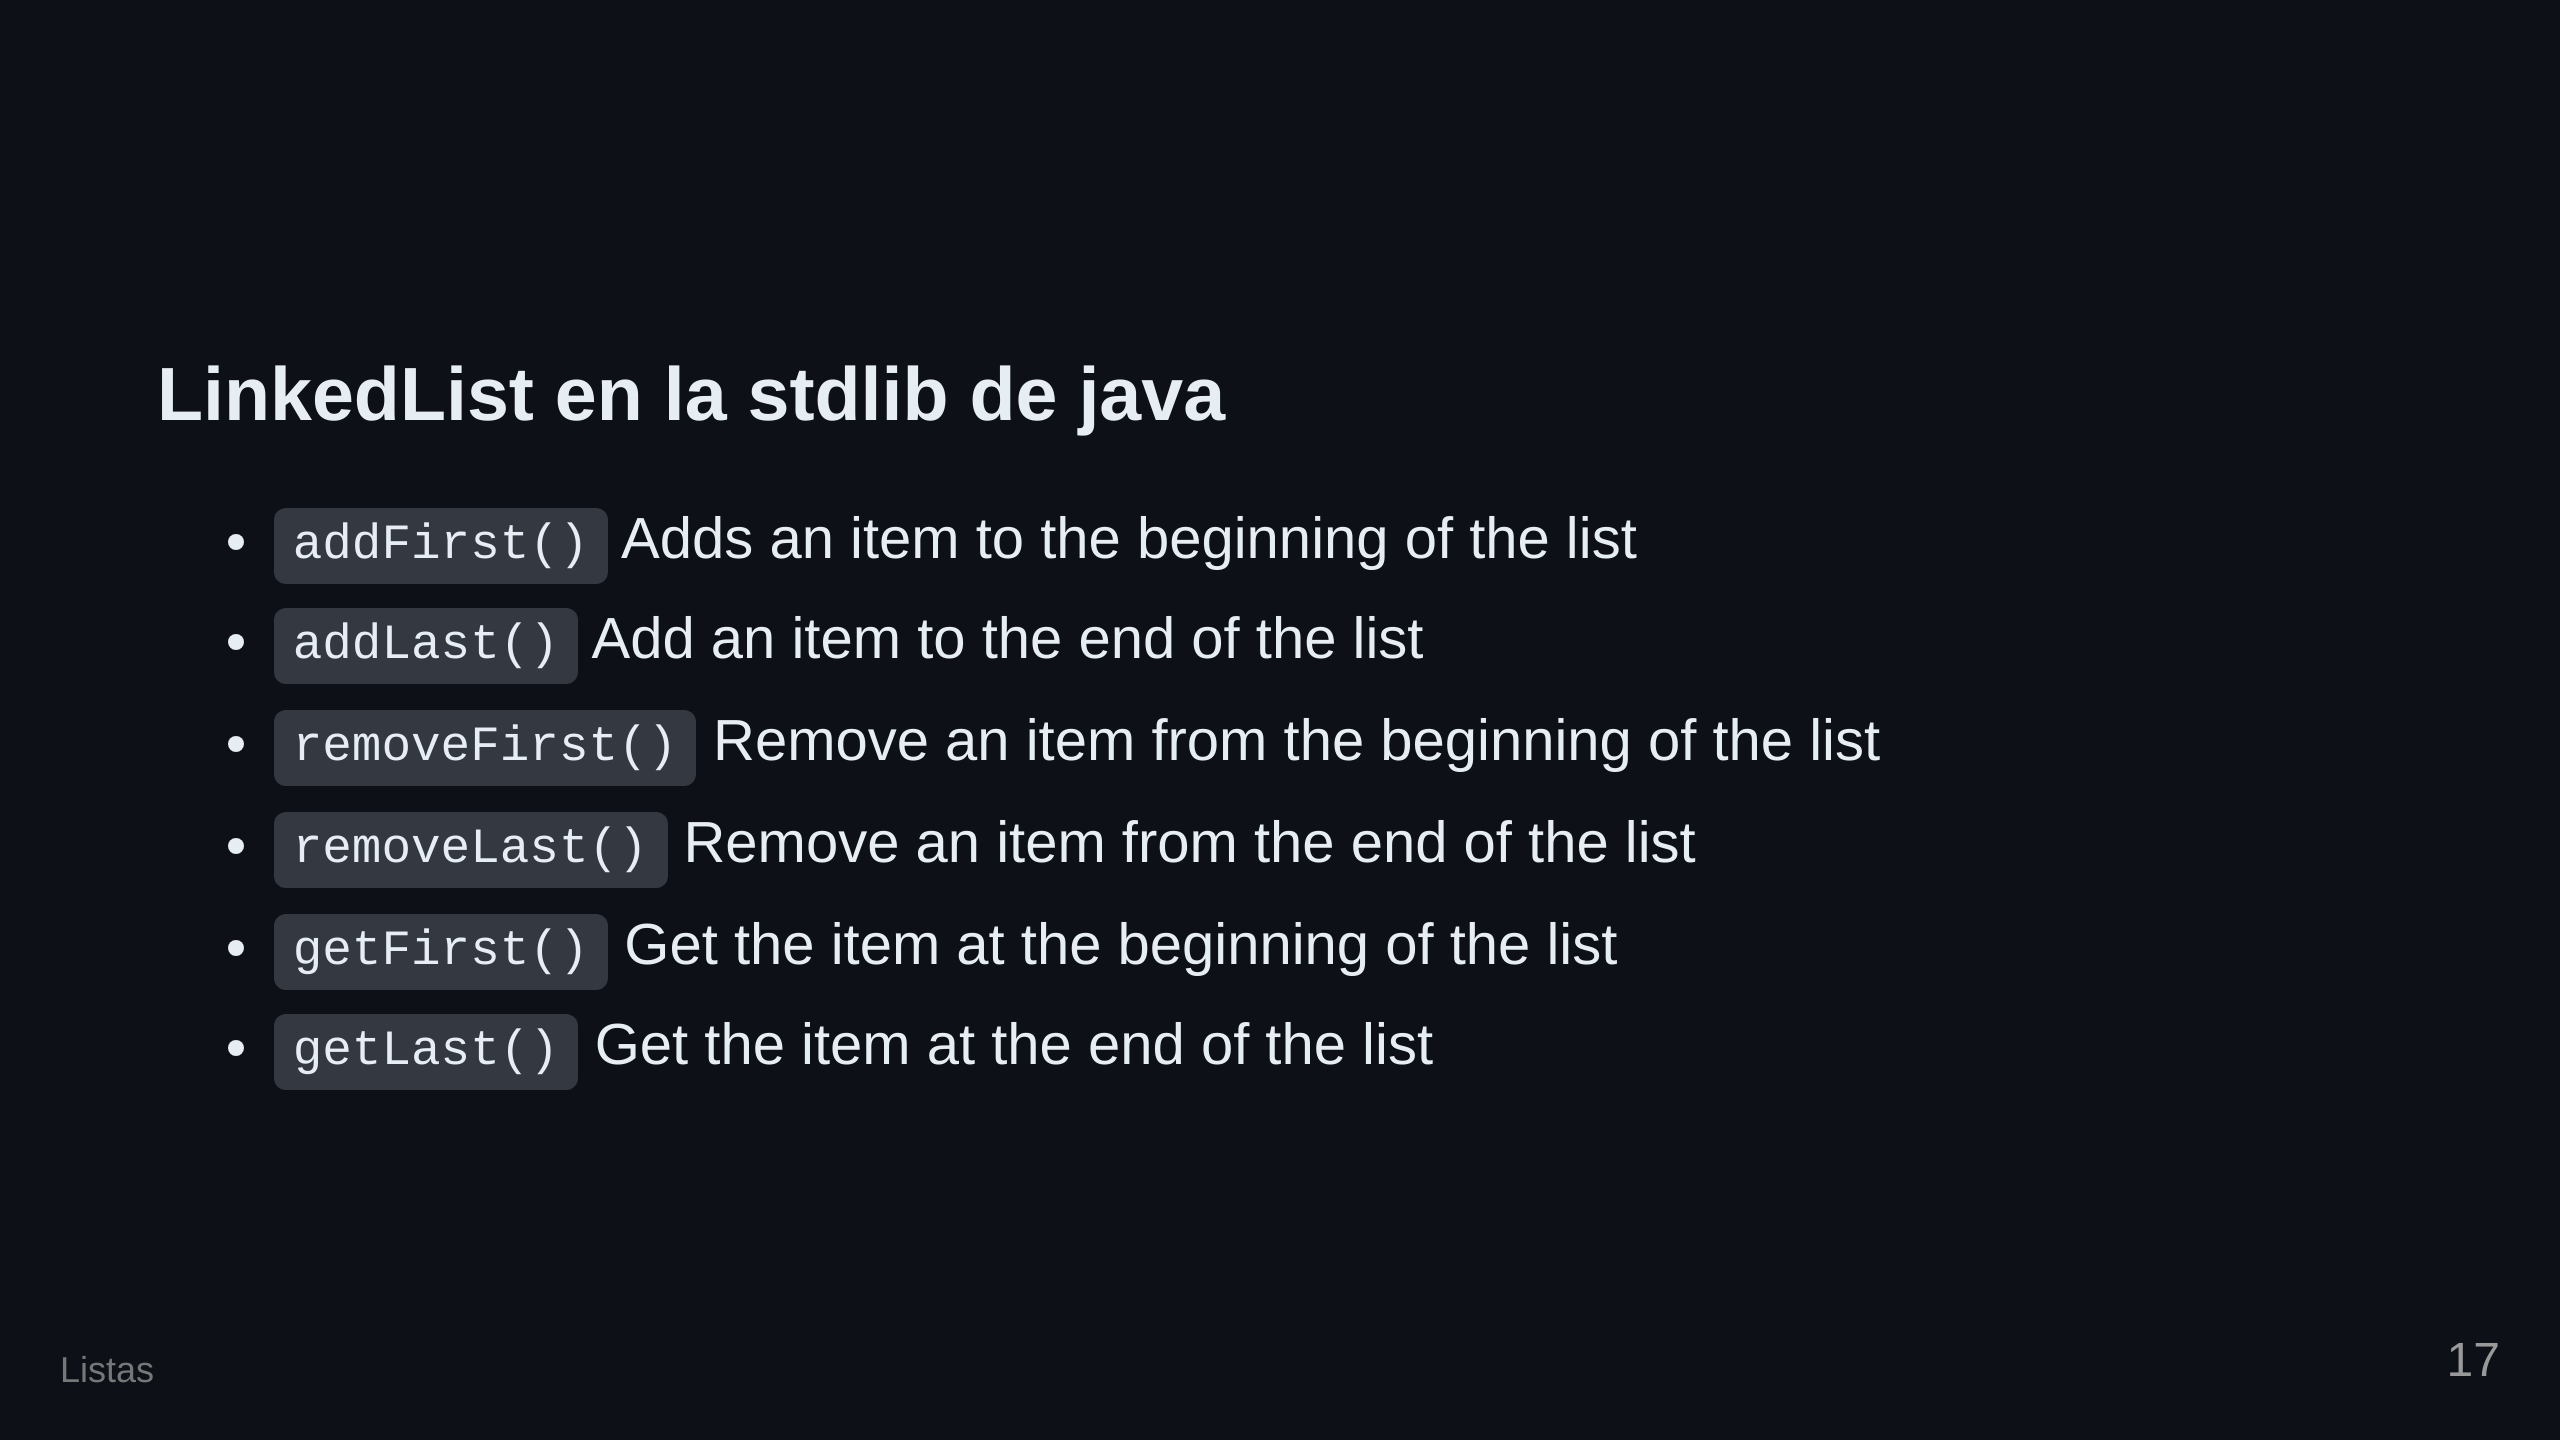 LinkedList en la stdlib de java
• addFirst() Adds an item to the beginning of the list
• addLast() Add an item to the end of the list
• removeFirst() Remove an item from the beginning of the list
• removeLast() Remove an item from the end of the list
• getFirst() Get the item at the beginning of the list
• getLast() Get the item at the end of the list
Listas
17